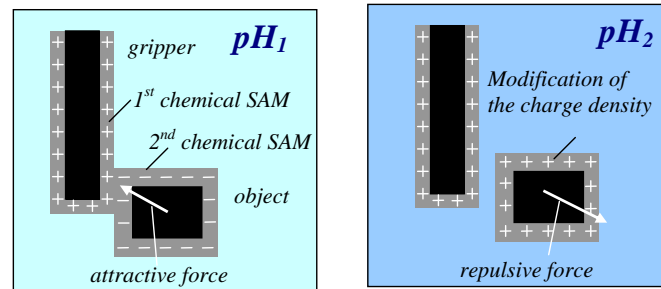 pH1
gripper
1st chemical SAM
2nd chemical SAM
object
attractive force
pH2
Modification of
the charge density
repulsive force